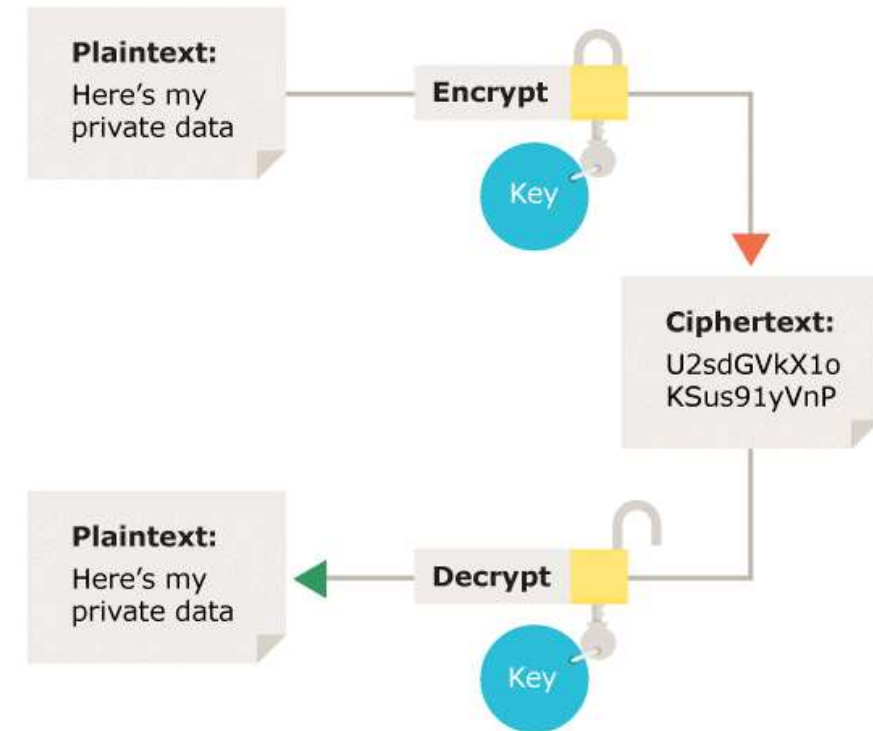 Plaintext:
Here's my
private data
Encrypt
Key
Ciphertext:
U2sdGVkX1o
KSus91yVnP
Plaintext:
Here's my
private data
Decrypt
Key